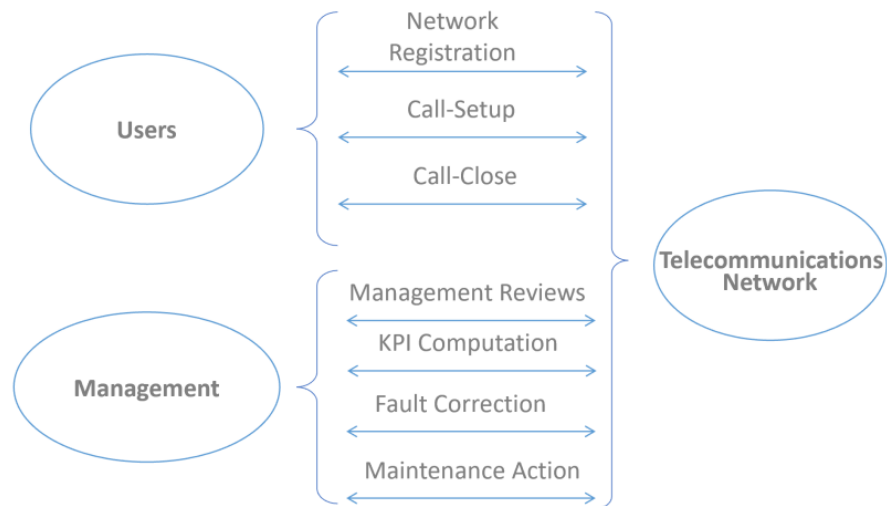 Network
Registration
Users
Call-Setup
Call-Close
Telecommunications
Network
Management Reviews
KPI Computation
Management
Fault Correction
Maintenance Action